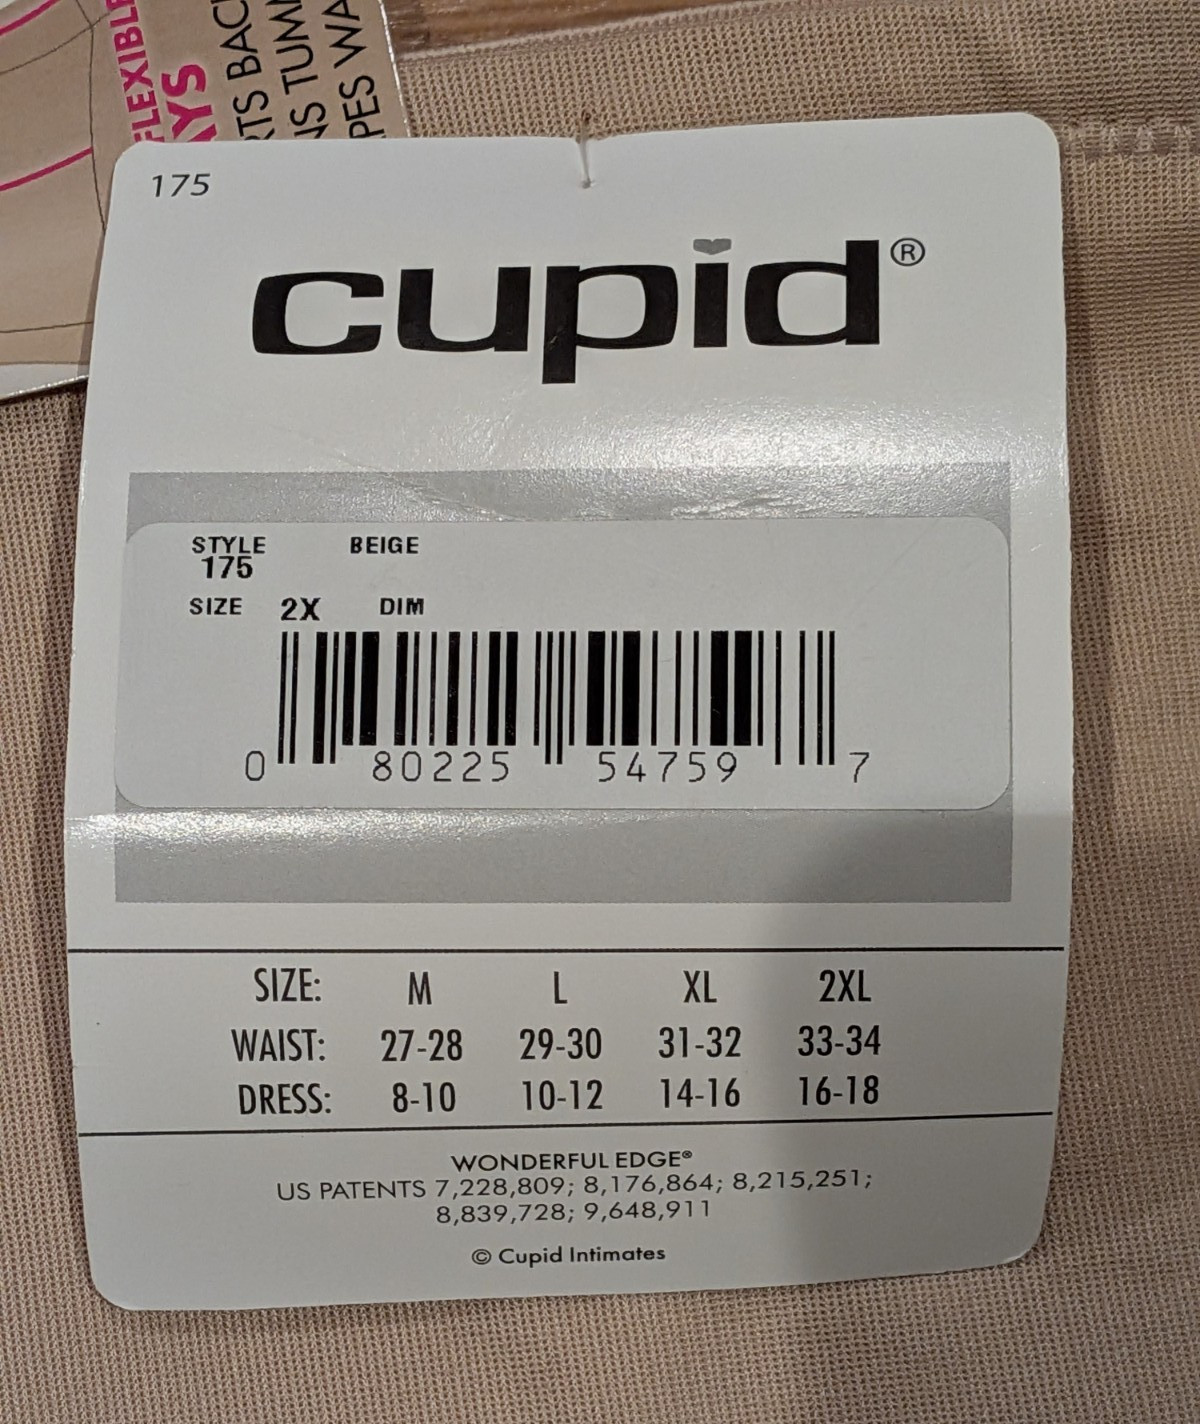 FLEXIBLE
175
cupid®
STYLE BEIGE
175
SIZE 2X DIM
0 80225 54759 7
SIZE: M L XL 2XL
WAIST: 27-28 29-30 31-32 33-34
DRESS: 8-10 10-12 14-16 16-18
WONDERFUL EDGE®
US PATENTS 7,228,809; 8,176,864; 8,215,251;
8,839,728; 9,648,911
© Cupid Intimates